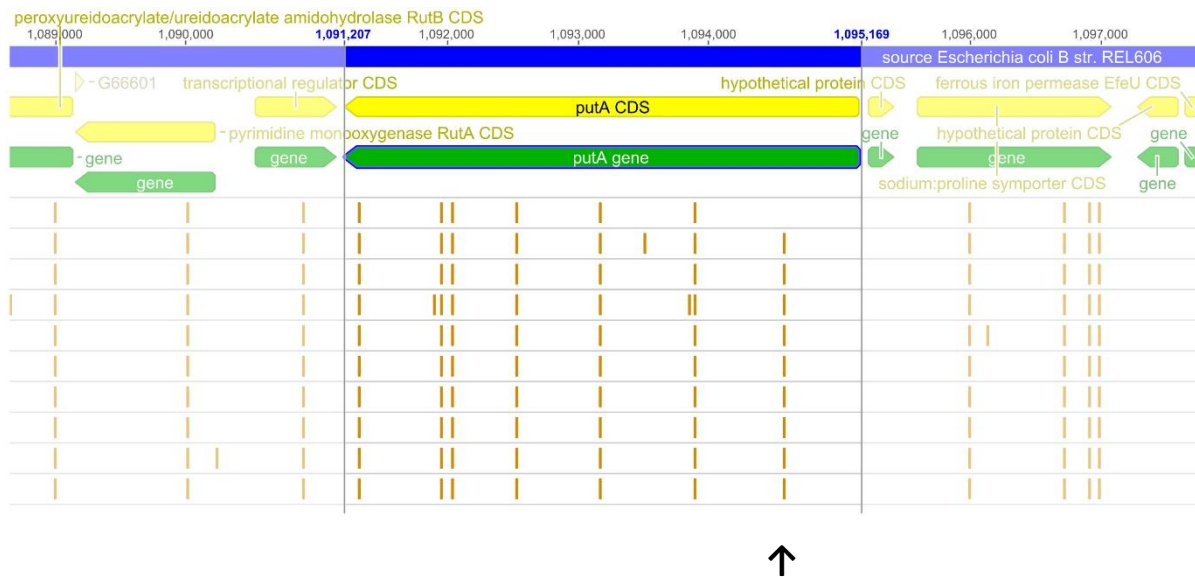 peroxyureidoacrylate/ureidoacrylate amidohydrolase RutB CDS
1,089,000 1,090,000 1,091,207 1,092,000 1,093,000 1,094,000 1,095,169 1,096,000 1,097,000
source Escherichia coli B str. REL606
G66601 transcriptional regulator CDS hypothetical protein CDS ferrous iron permease EfeU CDS
putA CDS
pyrimidine monooxygenase RutA CDS gene hypothetical protein CDS gene
gene gene putA gene gene
gene sodium:proline symporter CDS gene